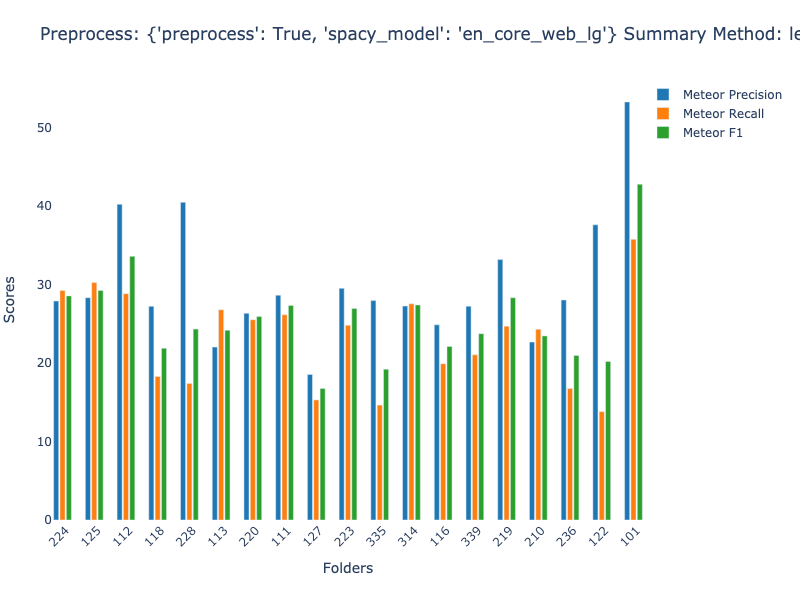 Preprocess: {'preprocess': True, 'spacy_model': 'en_core_web_lg'} Summary Method: le
Meteor Precision
Meteor Recall
Meteor F1
50
40
30
20
10
0
Scores
224 125 112 118 228 113 220 111 127 223 335 314 116 339 219 210 236 122 101
Folders